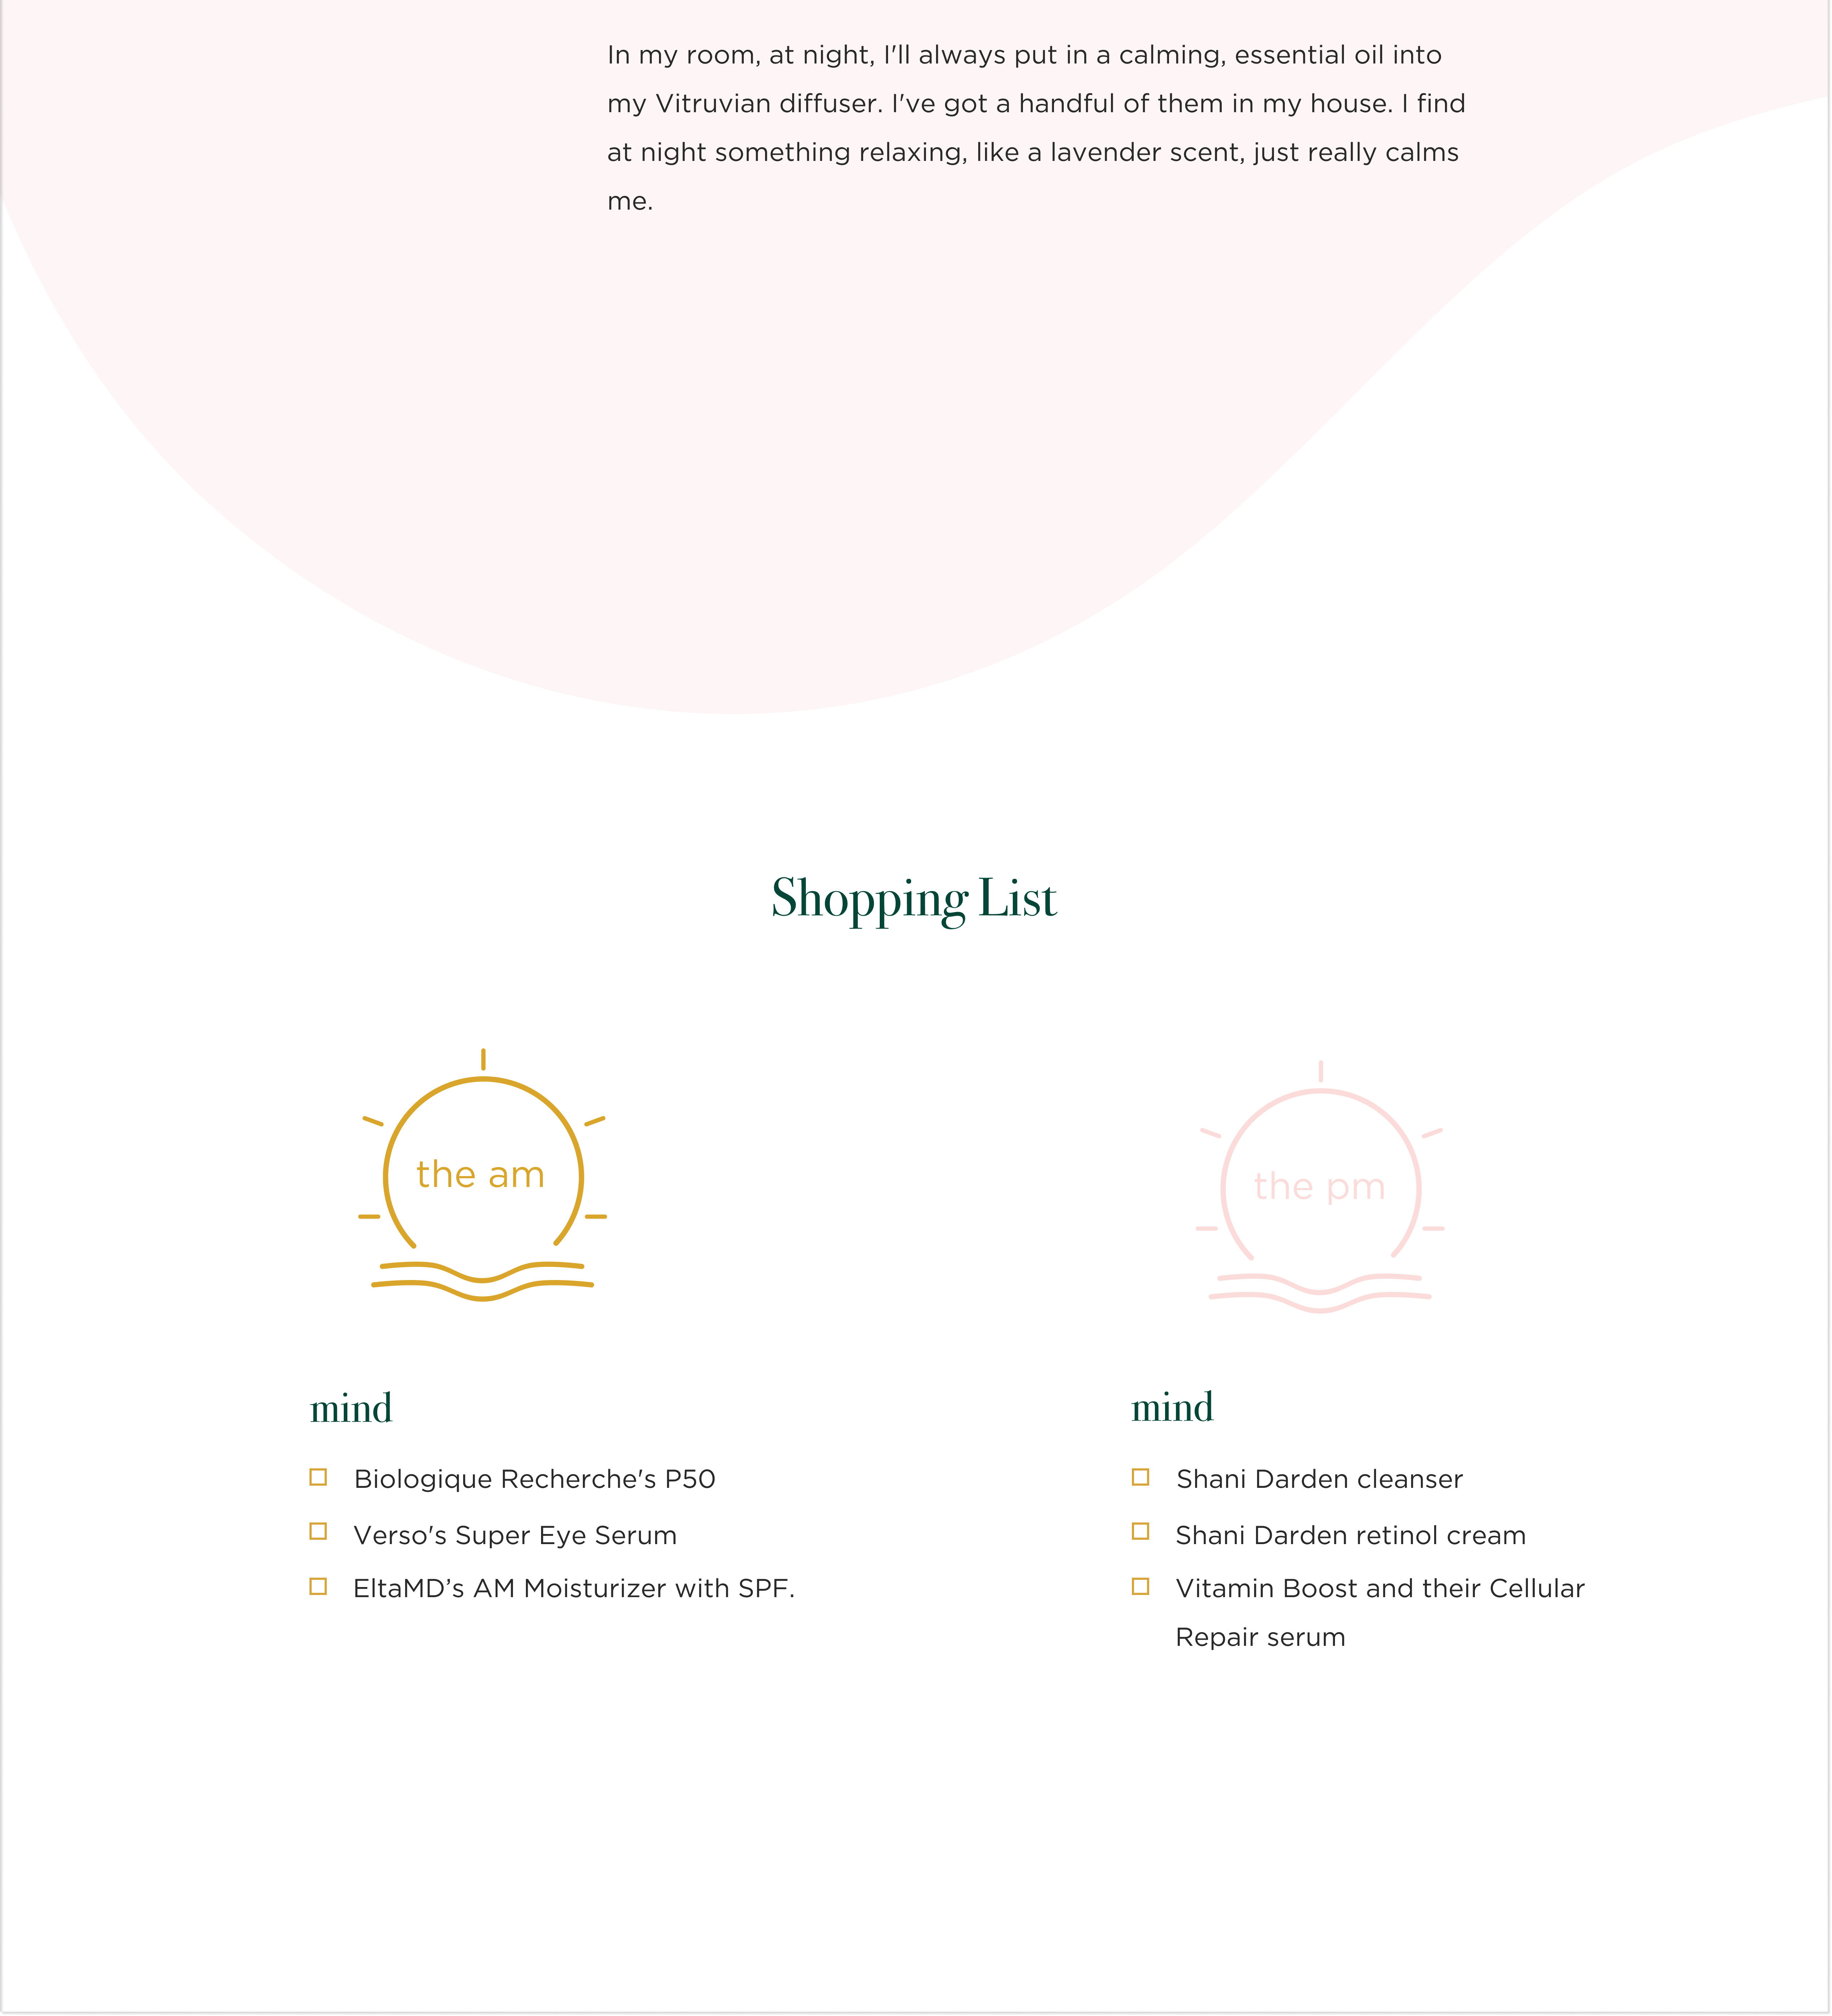 In my room, at night, I'll always put in a calming, essential oil into
my Vitruvian diffuser. I've got a handful of them in my house. I find
at night something relaxing, like a lavender scent, just really calms
me.
Shopping List
the am
mind
Biologique Recherche's P50
Verso's Super Eye Serum
EltaMD’s AM Moisturizer with SPF.
the pm
mind
Shani Darden cleanser
Shani Darden retinol cream
Vitamin Boost and their Cellular
Repair serum